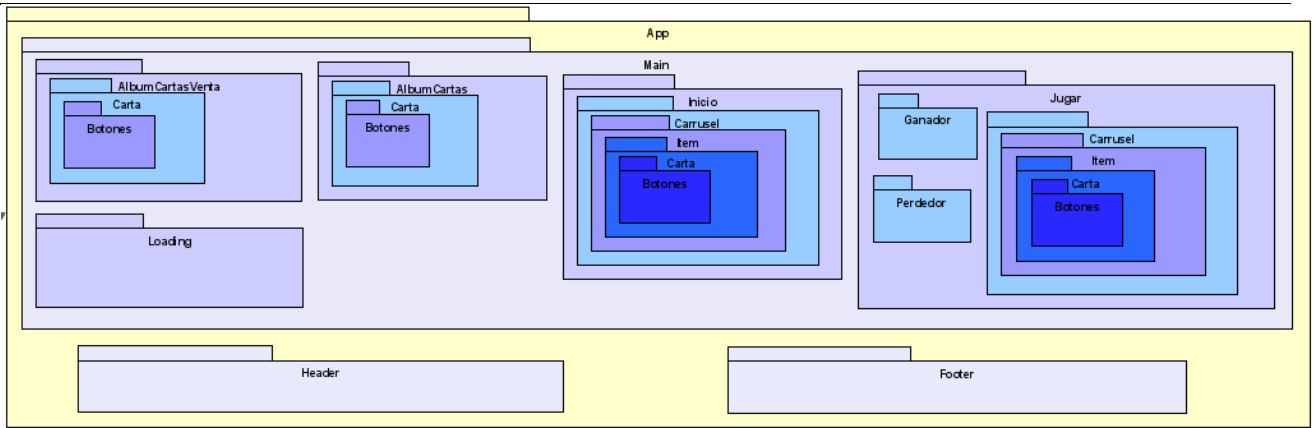 App
Main
AlbumCartasVenta
Carta
Botones
AlbumCartas
Carta
Botones
Inicio
Carrusel
Item
Carta
Botones
Jugar
Ganador
Perdedor
Carrusel
Item
Carta
Botones
Loading
Header
Footer